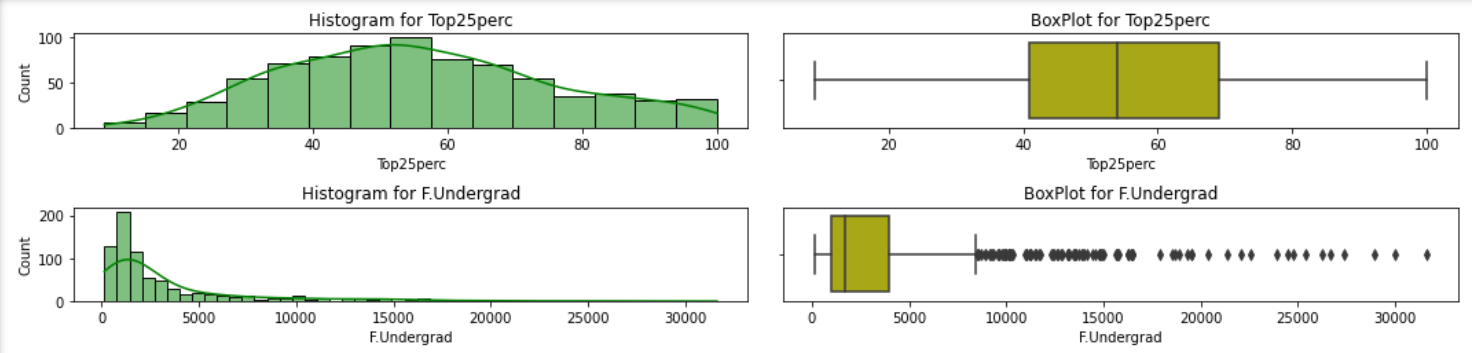 Histogram for Top25perc
BoxPlot for Top25perc
100
50
0
Count
20 40 60 80 100
Top25perc
20 40 60 80 100
Top25perc
Histogram for F.Undergrad
BoxPlot for F.Undergrad
200
100
0
Count
0 5000 10000 15000 20000 25000 30000
F.Undergrad
0 5000 10000 15000 20000 25000 30000
F.Undergrad